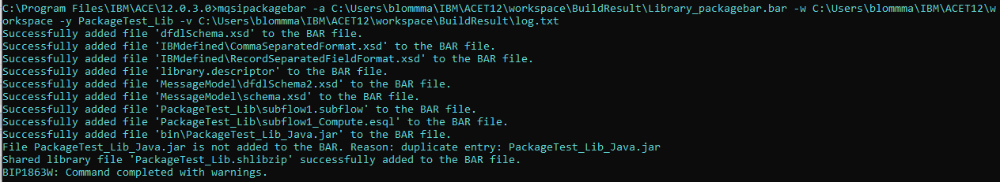 C:\Program Files\IBM\ACE\12.0.3.0>mqsipackagebar -a C:\Users\blommma\IBM\ACET12\workspace\BuildResult\Library_packagebar.bar -w C:\Users\blommma\IBM\ACET12\w
orkspace -y PackageTest_Lib -v C:\Users\blommma\IBM\ACET12\workspace\BuildResult\log.txt
Successfully added file 'dfdlSchema.xsd' to the BAR file.
Successfully added file 'IBMdefined\CommaSeparatedFormat.xsd' to the BAR file.
Successfully added file 'IBMdefined\RecordSeparatedFieldFormat.xsd' to the BAR file.
Successfully added file 'library.descriptor' to the BAR file.
Successfully added file 'MessageModel\dfdlSchema2.xsd' to the BAR file.
Successfully added file 'MessageModel\schema.xsd' to the BAR file.
Successfully added file 'PackageTest_Lib\subflow1.subflow' to the BAR file.
Successfully added file 'PackageTest_Lib\subflow1_Compute.esql' to the BAR file.
Successfully added file 'bin\PackageTest_Lib_Java.jar' to the BAR file.
File PackageTest_Lib_Java.jar is not added to the BAR. Reason: duplicate entry: PackageTest_Lib_Java.jar
Shared library file 'PackageTest_Lib.shlibzip' successfully added to the BAR file.
BIP1863W: Command completed with warnings.